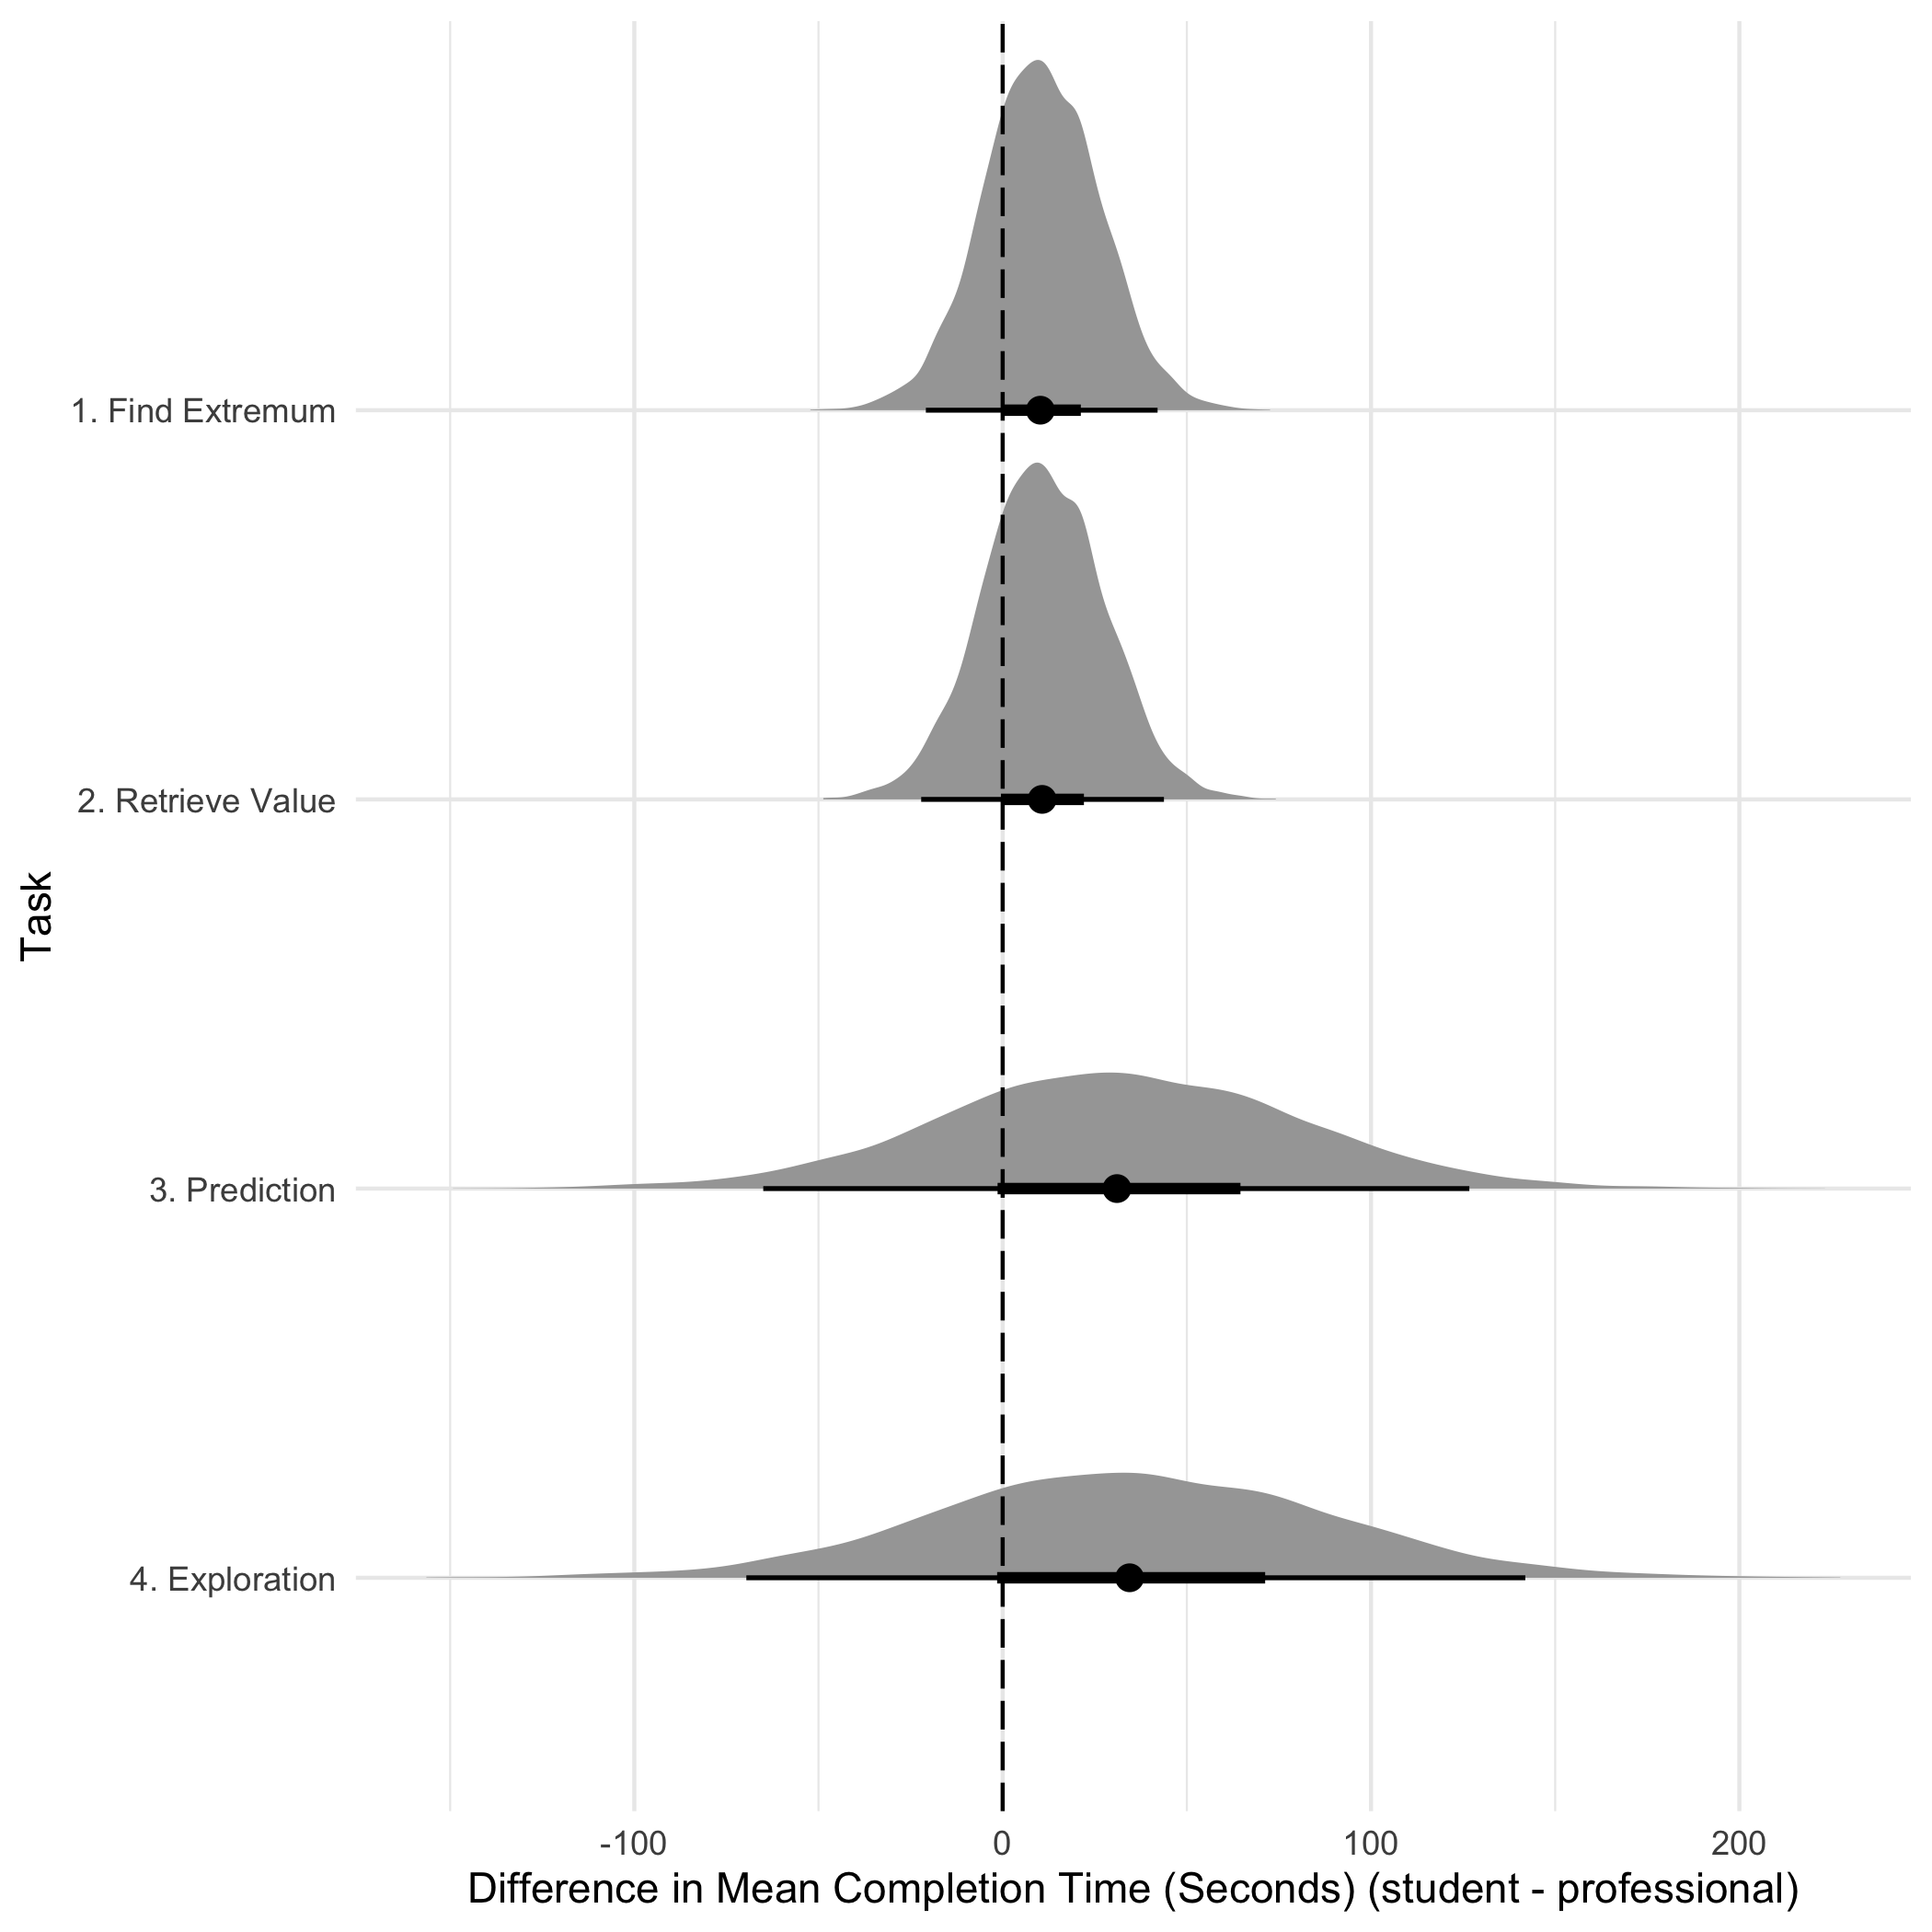 Task
1. Find Extremum
2. Retrieve Value
3. Prediction
4. Exploration
-100 0 100 200
Difference in Mean Completion Time (Seconds) (student - professional)